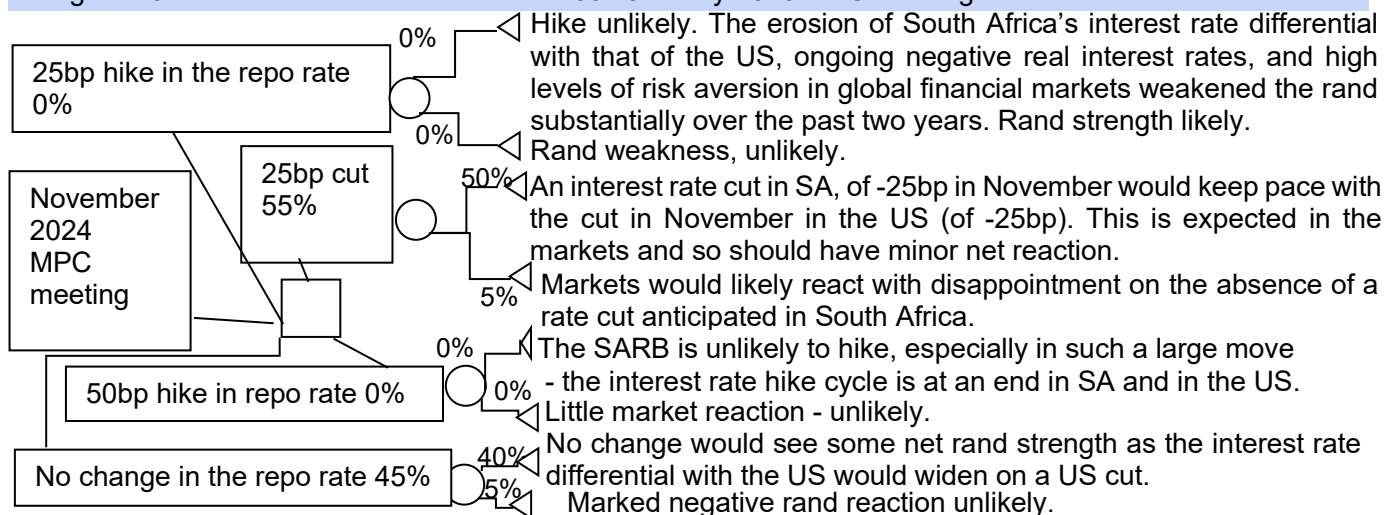 0%
Hike unlikely. The erosion of South Africa’s interest rate differential
with that of the US, ongoing negative real interest rates, and high
levels of risk aversion in global financial markets weakened the rand
substantially over the past two years. Rand strength likely.
25bp hike in the repo rate
0%
0%
Rand weakness, unlikely.
25bp cut
55%
50%
An interest rate cut in SA, of -25bp in November would keep pace with
the cut in November in the US (of -25bp). This is expected in the
markets and so should have minor net reaction.
November
2024
MPC
meeting
5%
Markets would likely react with disappointment on the absence of a
rate cut anticipated in South Africa.
0%
The SARB is unlikely to hike, especially in such a large move
- the interest rate hike cycle is at an end in SA and in the US.
50bp hike in repo rate 0%
0%
Little market reaction - unlikely.
No change in the repo rate 45%
40%
No change would see some net rand strength as the interest rate
differential with the US would widen on a US cut.
5%
Marked negative rand reaction unlikely.